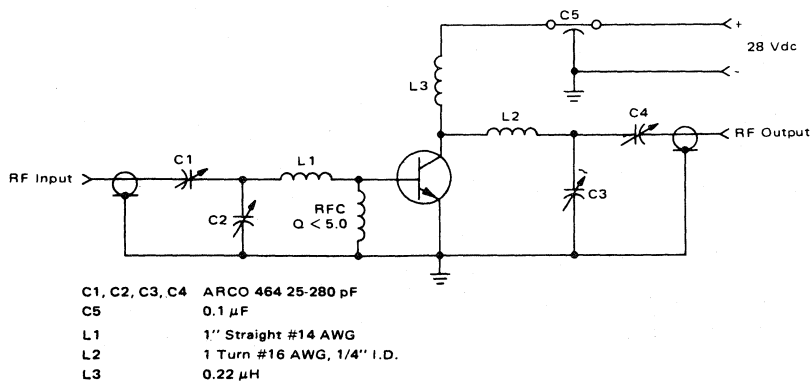 C5
+
28 Vdc
-
L3
L2
C4
RF Output
C1
L1
RF Input
C2
RFC
Q < 5.0
C3
C1, C2, C3, C4 ARCO 464 25-280 pF
C5 0.1 μF
L1 1" Straight #14 AWG
L2 1 Turn #16 AWG, 1/4" I.D.
L3 0.22 μH